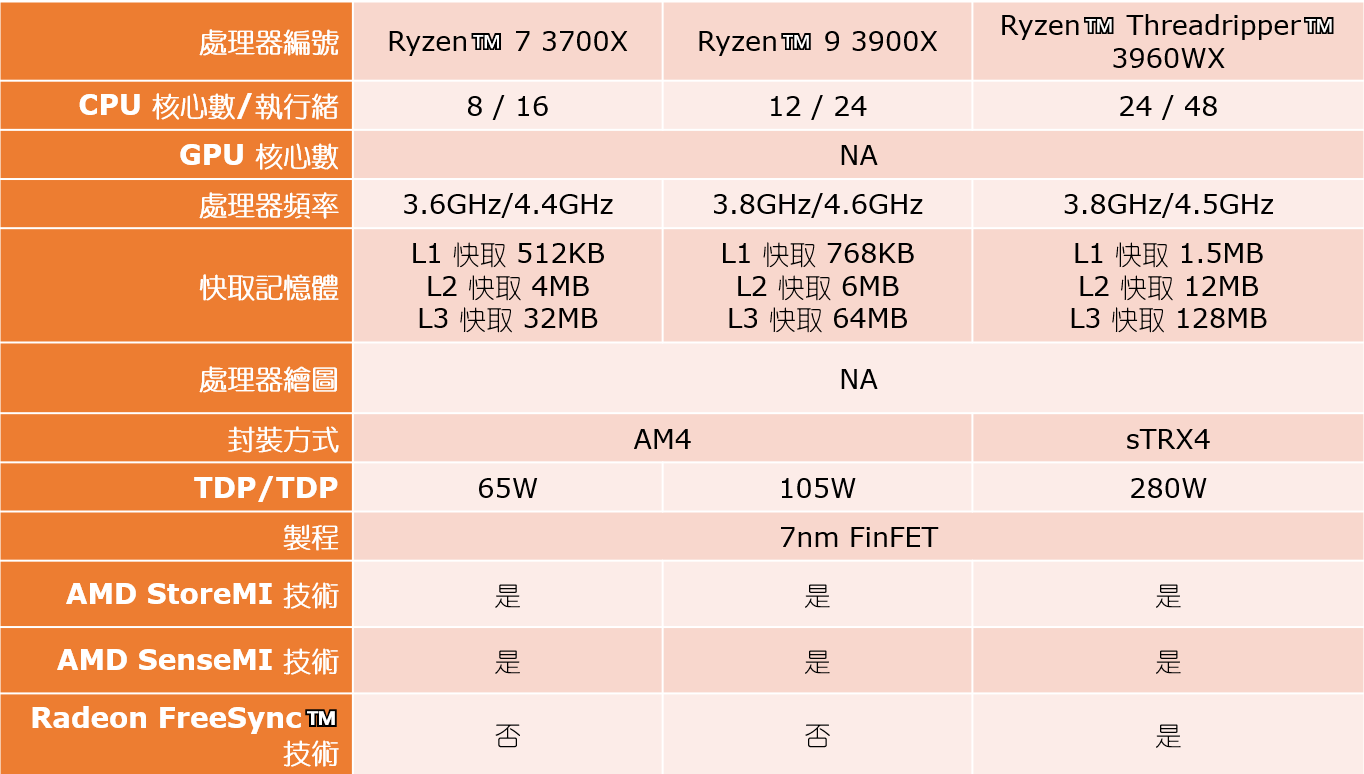 處理器編號 Ryzen™ 7 3700X Ryzen™ 9 3900X Ryzen™ Threadripper™
3960WX
CPU 核心數/執行緒 8 / 16 12 / 24 24 / 48
GPU 核心數 NA
處理器頻率 3.6GHz/4.4GHz 3.8GHz/4.6GHz 3.8GHz/4.5GHz
快取記憶體
L1 快取 512KB L1 快取 768KB L1 快取 1.5MB
L2 快取 4MB L2 快取 6MB L2 快取 12MB
L3 快取 32MB L3 快取 64MB L3 快取 128MB
處理器繪圖 NA
封裝方式 AM4 sTRX4
TDP/TDP 65W 105W 280W
製程 7nm FinFET
AMD StoreMI 技術 是 是 是
AMD SenseMI 技術 是 是 是
Radeon FreeSync™
技術 否 否 是